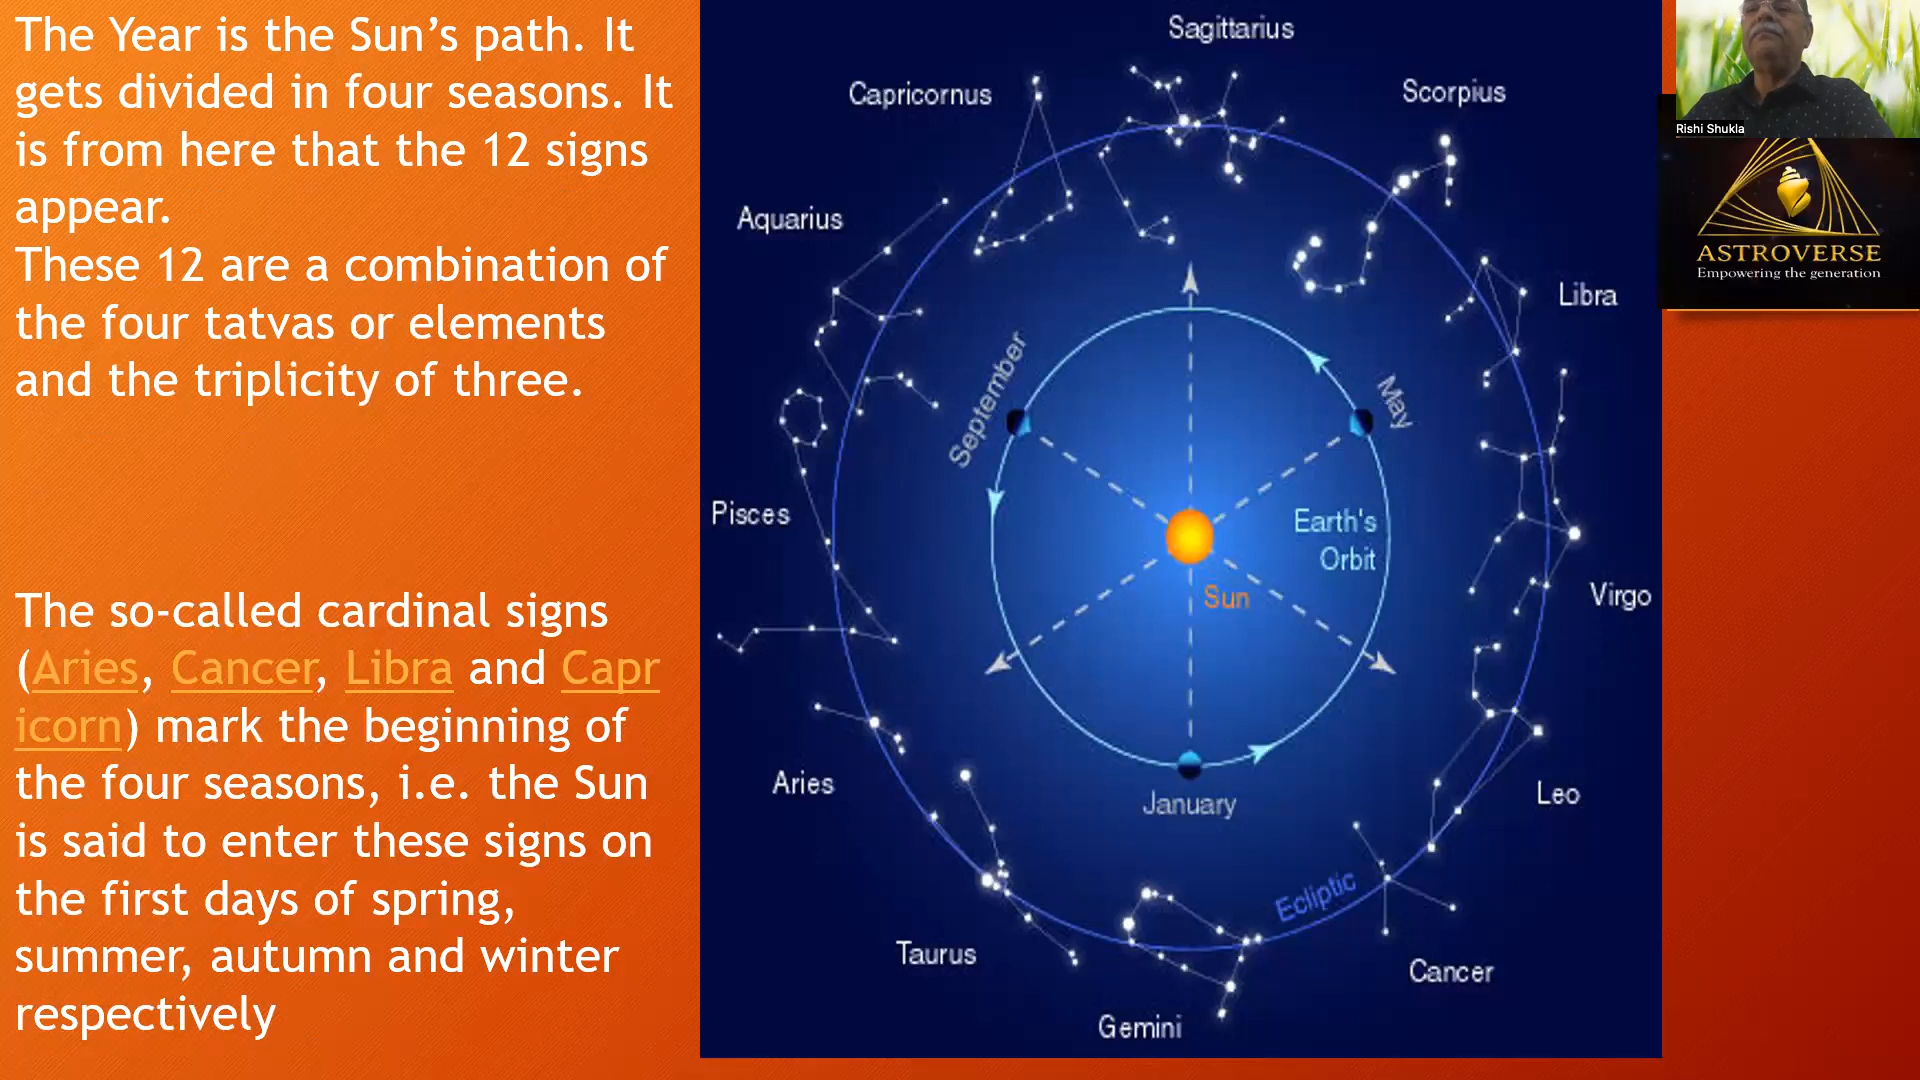 The Year is the Sun’s path. It
gets divided in four seasons. It
is from here that the 12 signs
appear.
These 12 are a combination of
the four tatvas or elements
and the triplicity of three.
The so-called cardinal signs
(Aries, Cancer, Libra and Capr
icorn) mark the beginning of
the four seasons, i.e. the Sun
is said to enter these signs on
the first days of spring,
summer, autumn and winter
respectively
Sagittarius
Capricornus
Scorpius
Aquarius
Libra
September
May
Pisces
Earth's
Orbit
Sun
Virgo
Aries
January
Leo
Ecliptic
Taurus
Cancer
Gemini
Rishi Shukla
ASTROVERSE
Empowering the generation